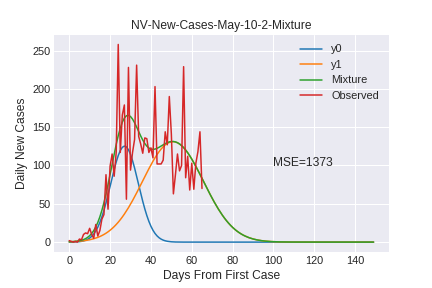 NV-New-Cases-May-10-2-Mixture
Daily New Cases
250
200
150
100
50
0
y0
y1
Mixture
Observed
MSE=1373
0 20 40 60 80 100 120 140
Days From First Case